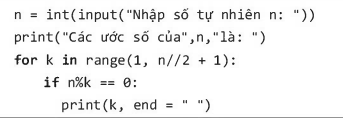 n = int(input("Nhập số tự nhiên n: "))
print("Các ước số của",n,"là: ")
for k in range(1, n//2 + 1):
    if n%k == 0:
      print(k, end = " ")